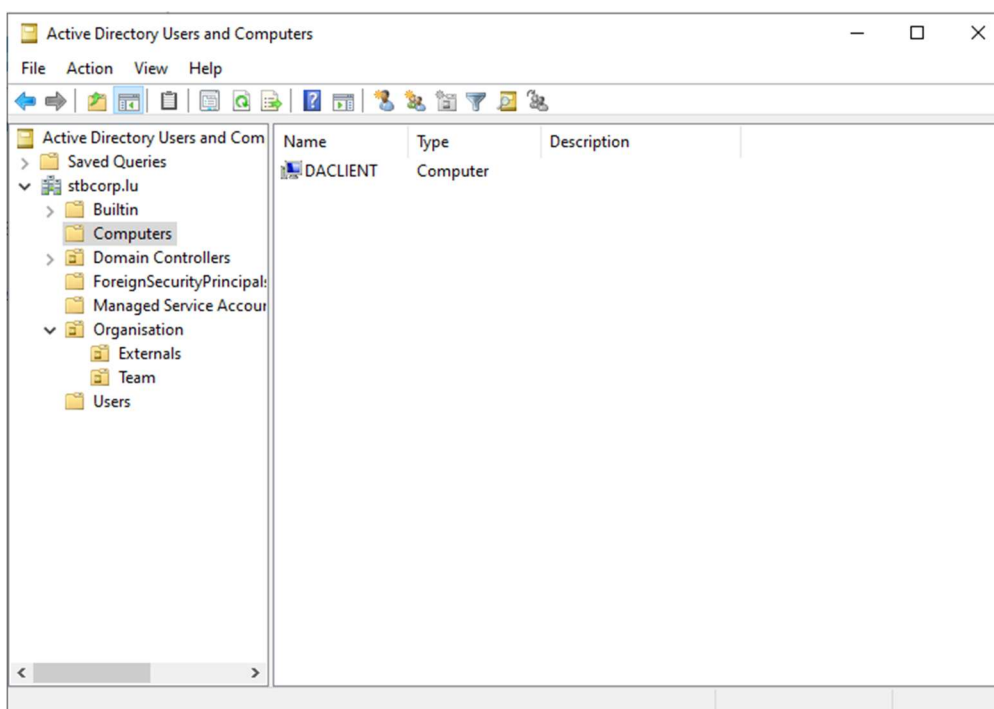 Active Directory Users and Computers
File Action View Help
Active Directory Users and Com
Saved Queries
stbcorp.lu
Builtin
Computers
Domain Controllers
ForeignSecurityPrincipals
Managed Service Accour
Organisation
Externals
Team
Users
Name Type Description
DACLIENT Computer